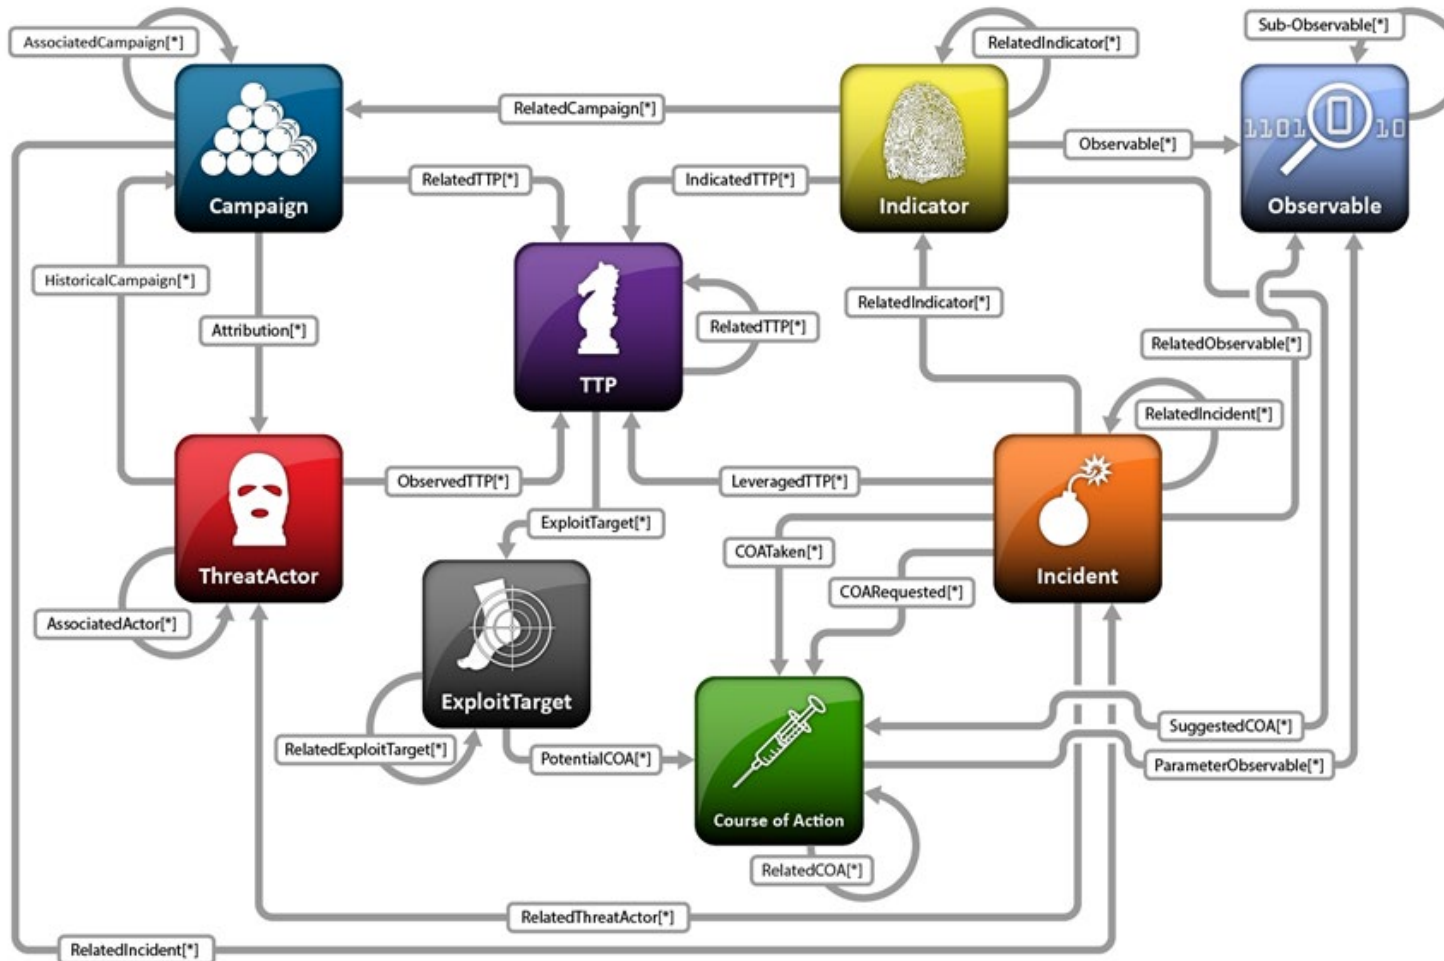 AssociatedCampaign[*]
RelatedIndicator[*]
Sub-Observable[*]
RelatedCampaign[*]
Observable[*]
1101 0 10
RelatedTTP[*]
IndicatedTTP[*]
Campaign
Indicator
Observable
HistoricalCampaign[*]
RelatedIndicator[*]
Attribution[*]
RelatedTTP[*]
RelatedObservable[*]
TTP
RelatedIncident[*]
ObservedTTP[*]
LeveragedTTP[*]
ExploitTarget[*]
COATaken[*]
ThreatActor
Incident
COARequested[*]
AssociatedActor[*]
ExploitTarget
SuggestedCOA[*]
RelatedExploitTarget[*]
PotentialCOA[*]
ParameterObservable[*]
Course of Action
RelatedCOA[*]
RelatedThreatActor[*]
RelatedIncident[*]